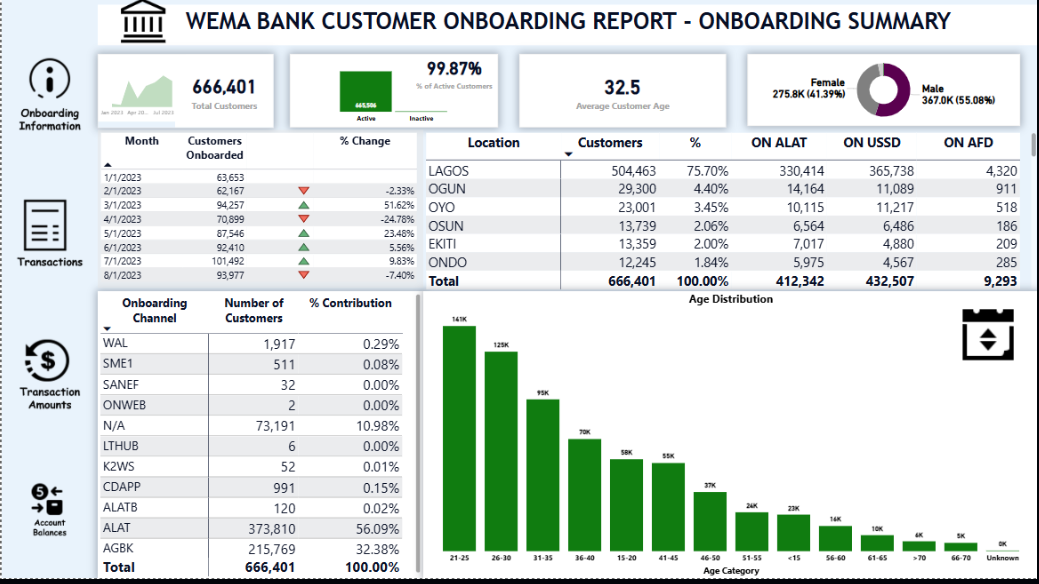 WEMA BANK CUSTOMER ONBOARDING REPORT - ONBOARDING SUMMARY
Onboarding
Information
Transactions
Transaction
Amounts
Account
Balances
666,401
Total Customers
Jan 2023 Apr 20... Jul 2023
99.87%
% of Active Customers
665,586
Active Inactive
32.5
Average Customer Age
Female
275.8K (41.39%)
Male
367.0K (55.08%)
Month Customers Onboarded % Change
1/1/2023 63,653
2/1/2023 62,167 -2.33%
3/1/2023 94,257 51.62%
4/1/2023 70,899 -24.78%
5/1/2023 87,546 23.48%
6/1/2023 92,410 5.56%
7/1/2023 101,492 9.83%
8/1/2023 93,977 -7.40%
Location Customers % ON ALAT ON USSD ON AFD
LAGOS 504,463 75.70% 330,414 365,738 4,320
OGUN 29,300 4.40% 14,164 11,089 911
OYO 23,001 3.45% 10,115 11,217 518
OSUN 13,739 2.06% 6,564 6,486 186
EKITI 13,359 2.00% 7,017 4,880 209
ONDO 12,245 1.84% 5,975 4,567 285
Total 666,401 100.00% 412,342 432,507 9,293
Onboarding Channel Number of Customers % Contribution
WAL 1,917 0.29%
SME1 511 0.08%
SANEF 32 0.00%
ONWEB 2 0.00%
N/A 73,191 10.98%
LTHUB 6 0.00%
K2WS 52 0.01%
CDAPP 991 0.15%
ALATB 120 0.02%
ALAT 373,810 56.09%
AGBK 215,769 32.38%
Total 666,401 100.00%
Age Distribution
141K 125K 95K 70K 58K 55K 37K 24K 23K 16K 10K 6K 5K 0K
21-25 26-30 31-35 36-40 15-20 41-45 46-50 51-55 <15 56-60 61-65 >70 66-70 Unknown
Age Category